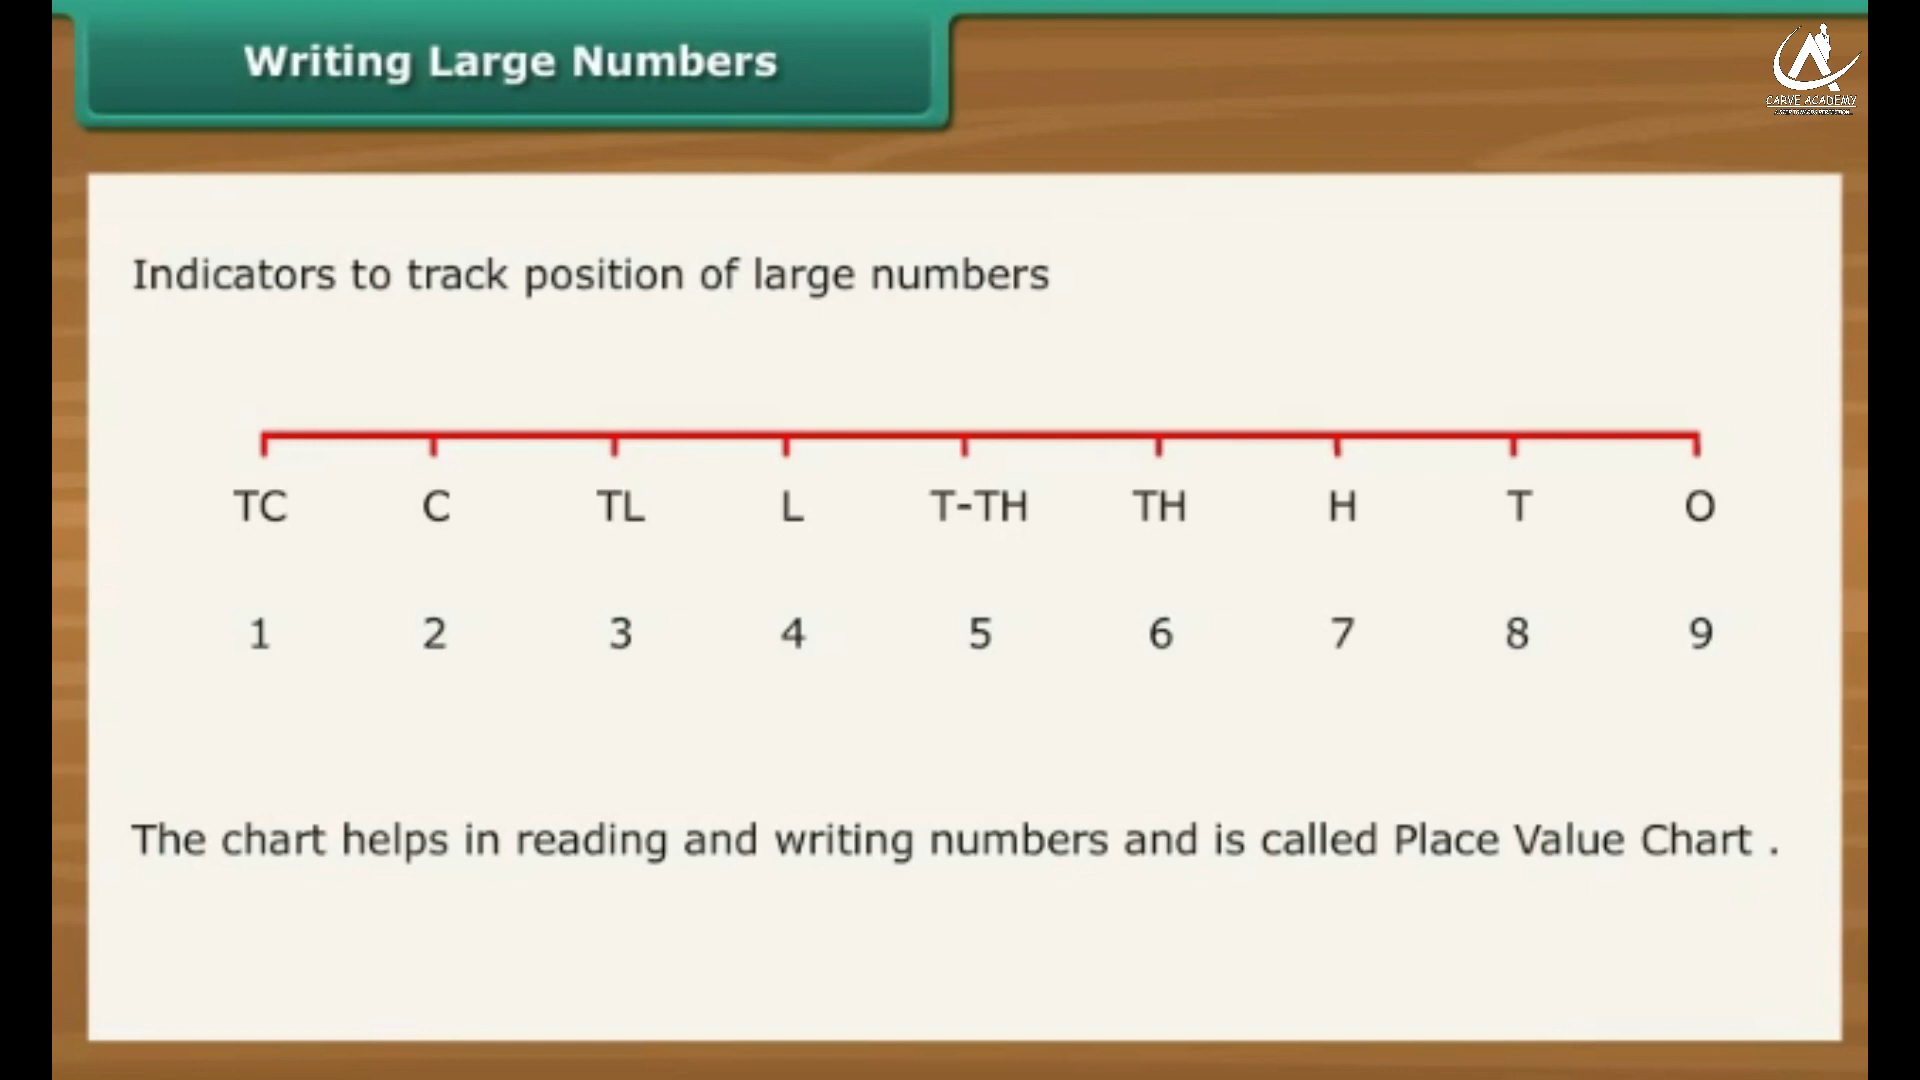 Writing Large Numbers
CARVE ACADEMY
Indicators to track position of large numbers
TC C TL L T-TH TH H T O
1 2 3 4 5 6 7 8 9
The chart helps in reading and writing numbers and is called Place Value Chart .